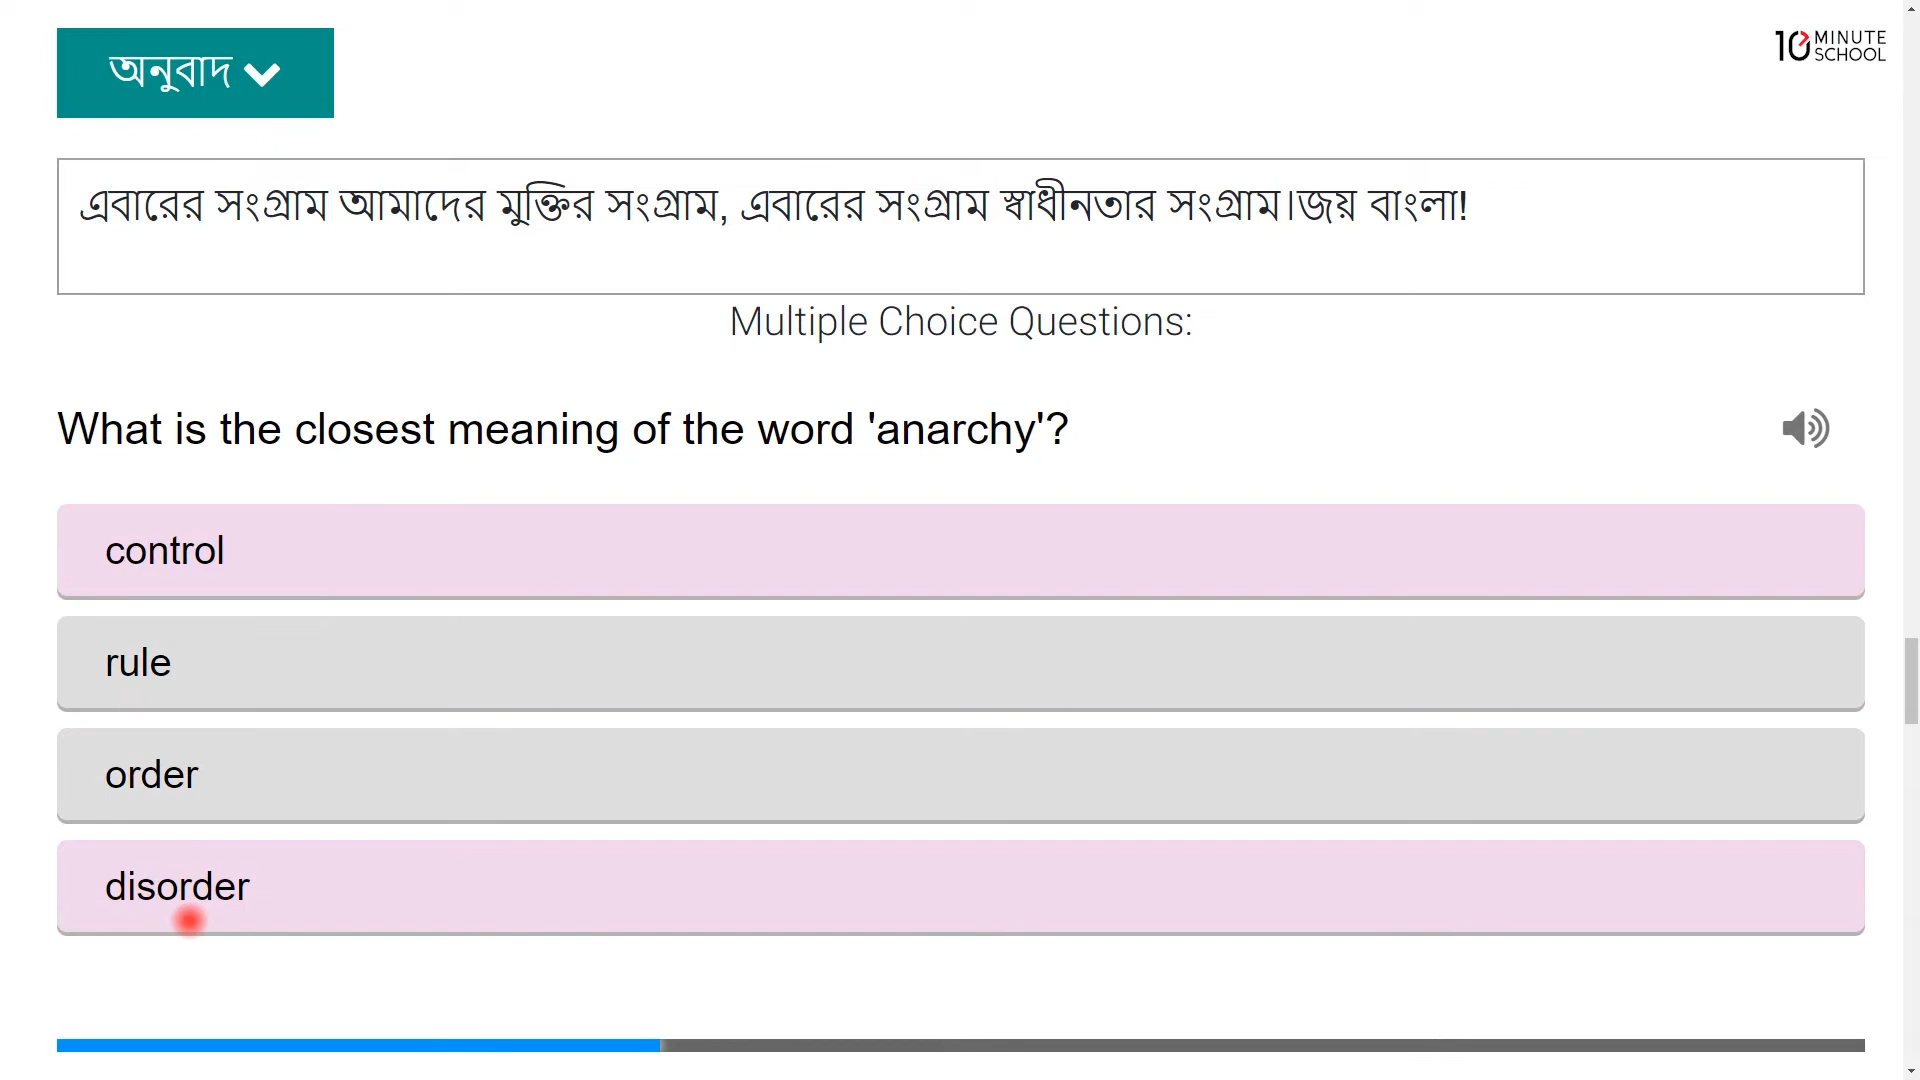 অনুবাদ
10 MINUTE SCHOOL
এবারের সংগ্রাম আমাদের মুক্তির সংগ্রাম, এবারের সংগ্রাম স্বাধীনতার সংগ্রাম।জয় বাংলা!
Multiple Choice Questions:
What is the closest meaning of the word 'anarchy'?
control
rule
order
disorder